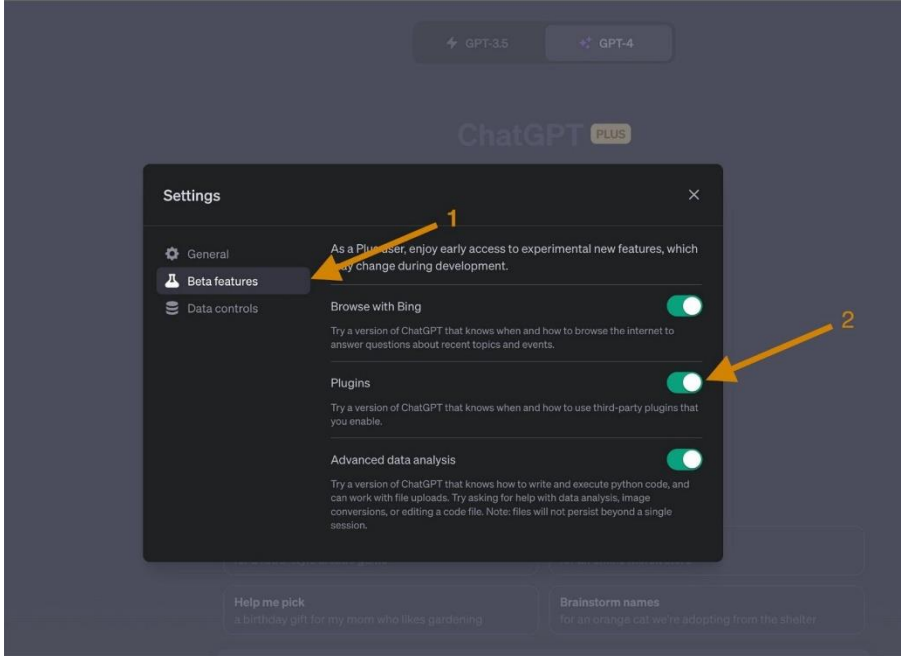 GPT-3.5
GPT-4
ChatGPT PLUS
Settings
1
General
Beta features
Data controls
As a Plus user, enjoy early access to experimental new features, which
change during development.
Browse with Bing
Try a version of ChatGPT that knows when and how to browse the internet to
answer questions about recent topics and events.
2
Plugins
Try a version of ChatGPT that knows when and how to use third-party plugins that
you enable.
Advanced data analysis
Try a version of ChatGPT that knows how to write and execute python code, and
can work with file uploads. Try asking for help with data analysis, image
conversions, or editing a code file. Note: files will not persist beyond a single
session.
Help me pick
a birthday gift for my mom who likes gardening
Brainstorm names
for an orange cat we're adopting from the shelter